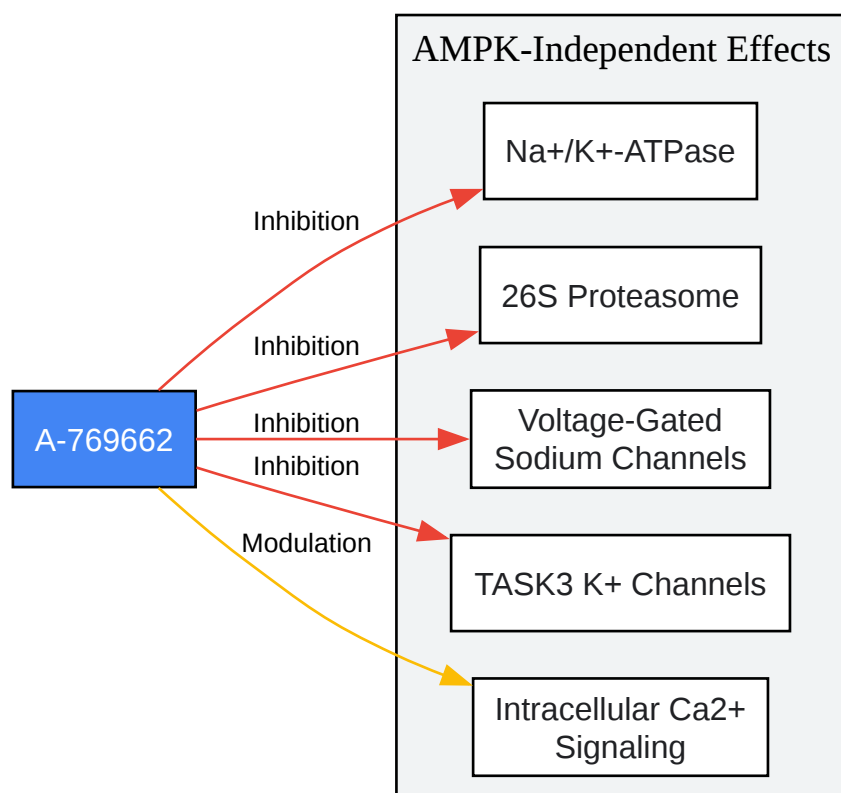 AMPK-Independent Effects
Na+/K+-ATPase
Inhibition
26S Proteasome
Inhibition
Voltage-Gated
Sodium Channels
Inhibition
A-769662
Inhibition
TASK3 K+ Channels
Modulation
Intracellular Ca2+
Signaling